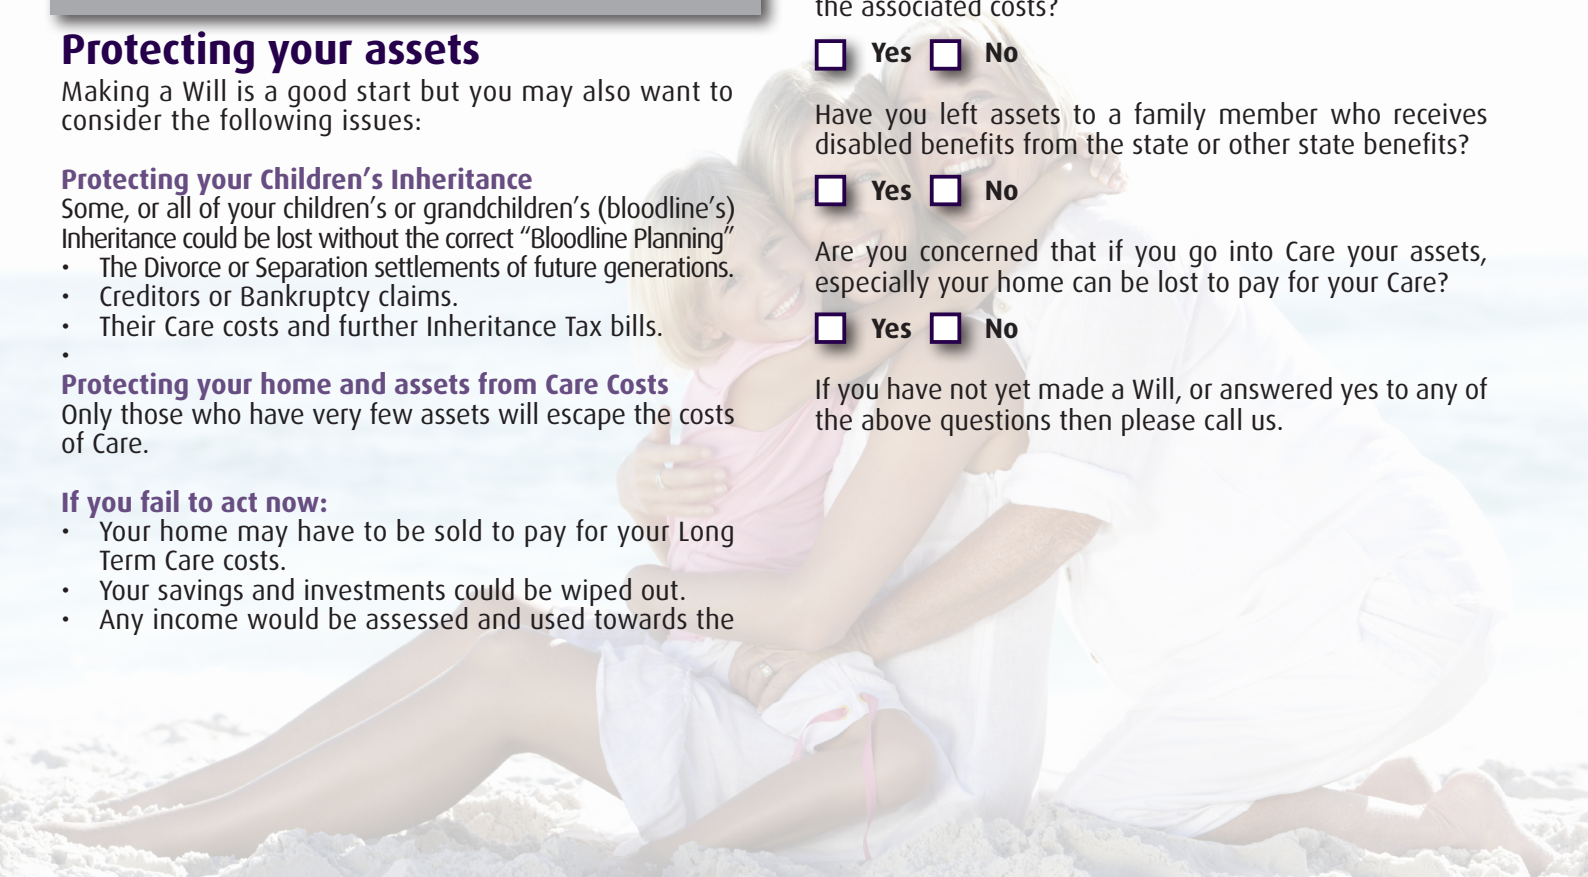 Protecting your assets
Making a Will is a good start but you may also want to
consider the following issues:
Protecting your Children's Inheritance
Some, or all of your children's or grandchildren's (bloodline's)
Inheritance could be lost without the correct “Bloodline Planning”
• The Divorce or Separation settlements of future generations.
• Creditors or Bankruptcy claims.
• Their Care costs and further Inheritance Tax bills.
•
Protecting your home and assets from Care Costs
Only those who have very few assets will escape the costs
of Care.
If you fail to act now:
• Your home may have to be sold to pay for your Long
Term Care costs.
• Your savings and investments could be wiped out.
• Any income would be assessed and used towards the
the associated costs?
Yes No
Have you left assets to a family member who receives
disabled benefits from the state or other state benefits?
Yes No
Are you concerned that if you go into Care your assets,
especially your home can be lost to pay for your Care?
Yes No
If you have not yet made a Will, or answered yes to any of
the above questions then please call us.